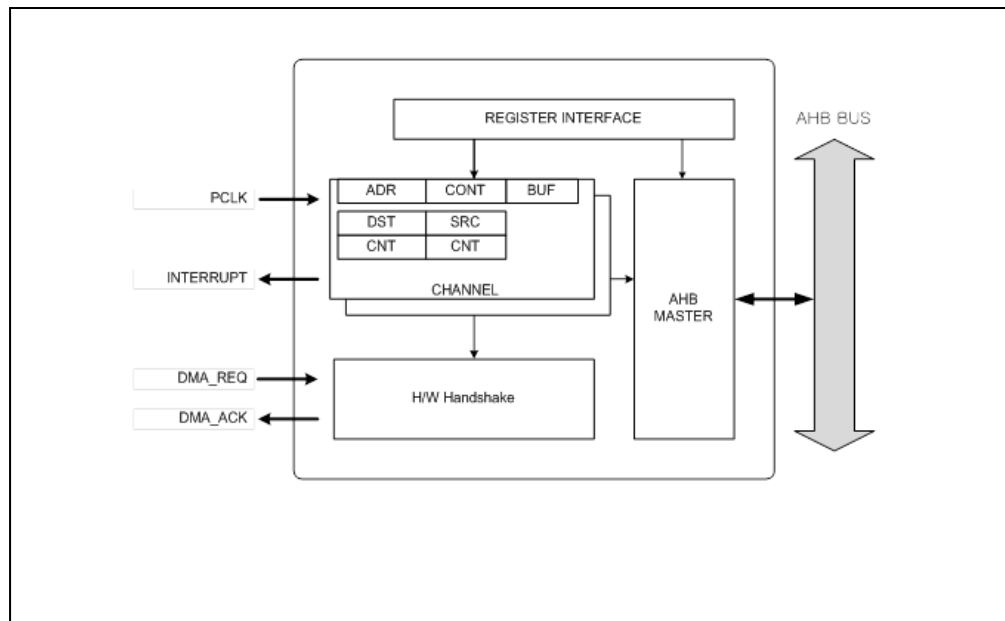 REGISTER INTERFACE
AHB BUS
PCLK
ADR CONT BUF
DST SRC
CNT CNT
INTERRUPT
CHANNEL
AHB
MASTER
DMA_REQ
H/W Handshake
DMA_ACK